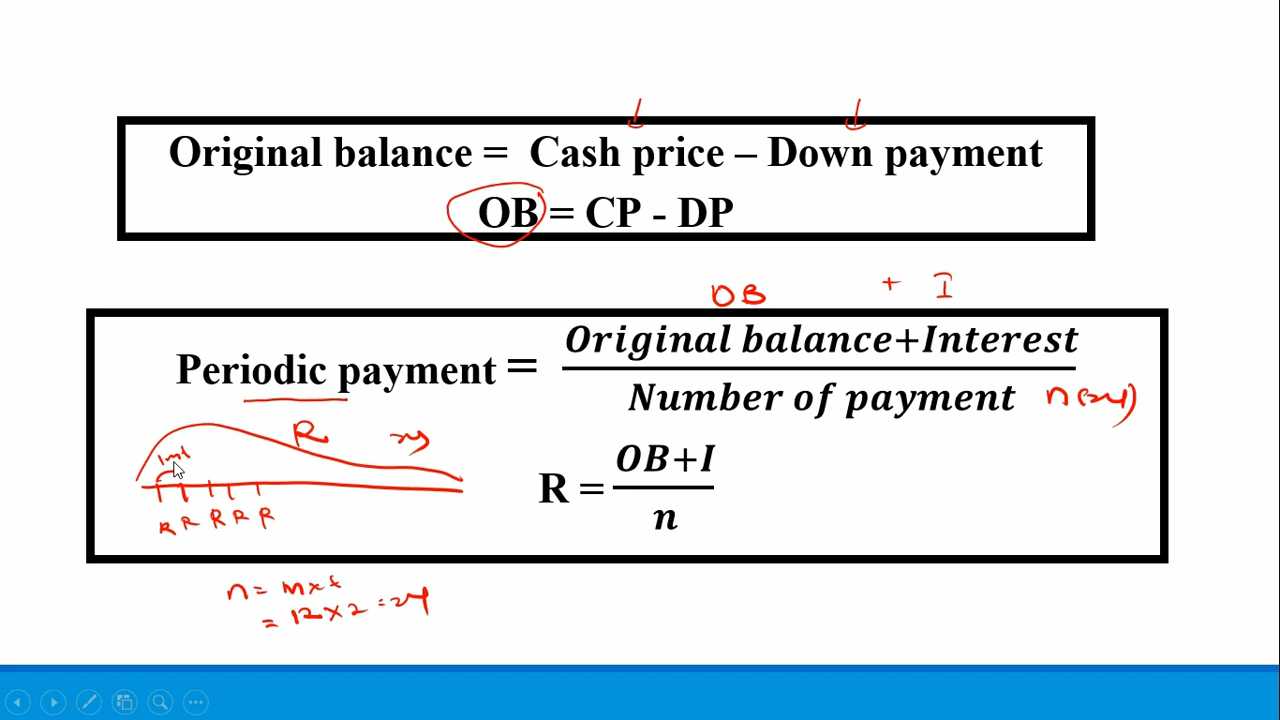 Original balance = Cash price – Down payment
OB = CP - DP
OB + I
Periodic payment = Original balance+Interest
Number of payment n(24)
R
R = OB+I
n
R R R R R
n = m×t
= 12×2 = 24